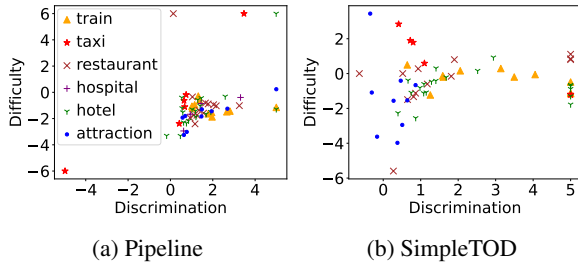 6
4
2
0
−2
−4
−6
Difficulty
train
taxi
restaurant
hospital
hotel
attraction
−4
−2
0
2
4
Discrimination
(a) Pipeline
4
2
0
−2
−4
−6
Difficulty
0
1
2
3
4
5
Discrimination
(b) SimpleTOD